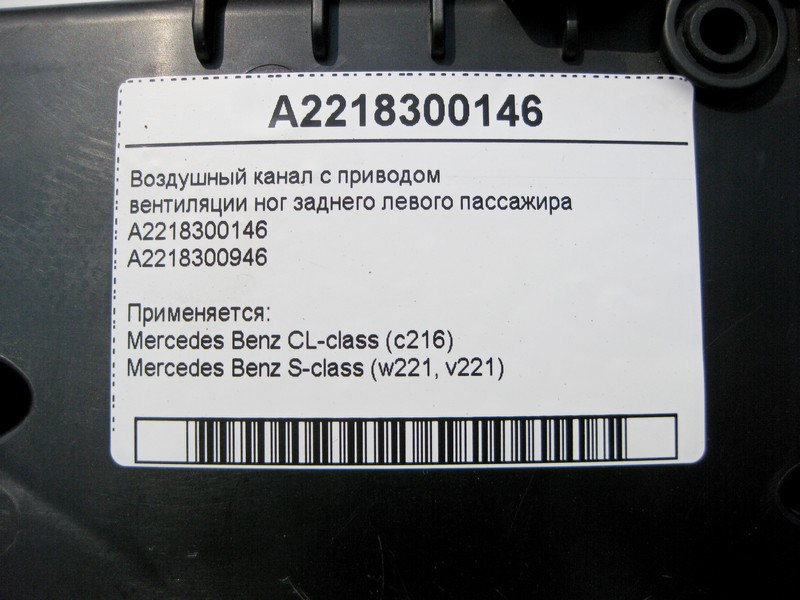 A2218300146
Воздушный канал с приводом
вентиляции ног заднего левого пассажира
A2218300146
A2218300946
Применяется:
Mercedes Benz CL-class (c216)
Mercedes Benz S-class (w221, v221)